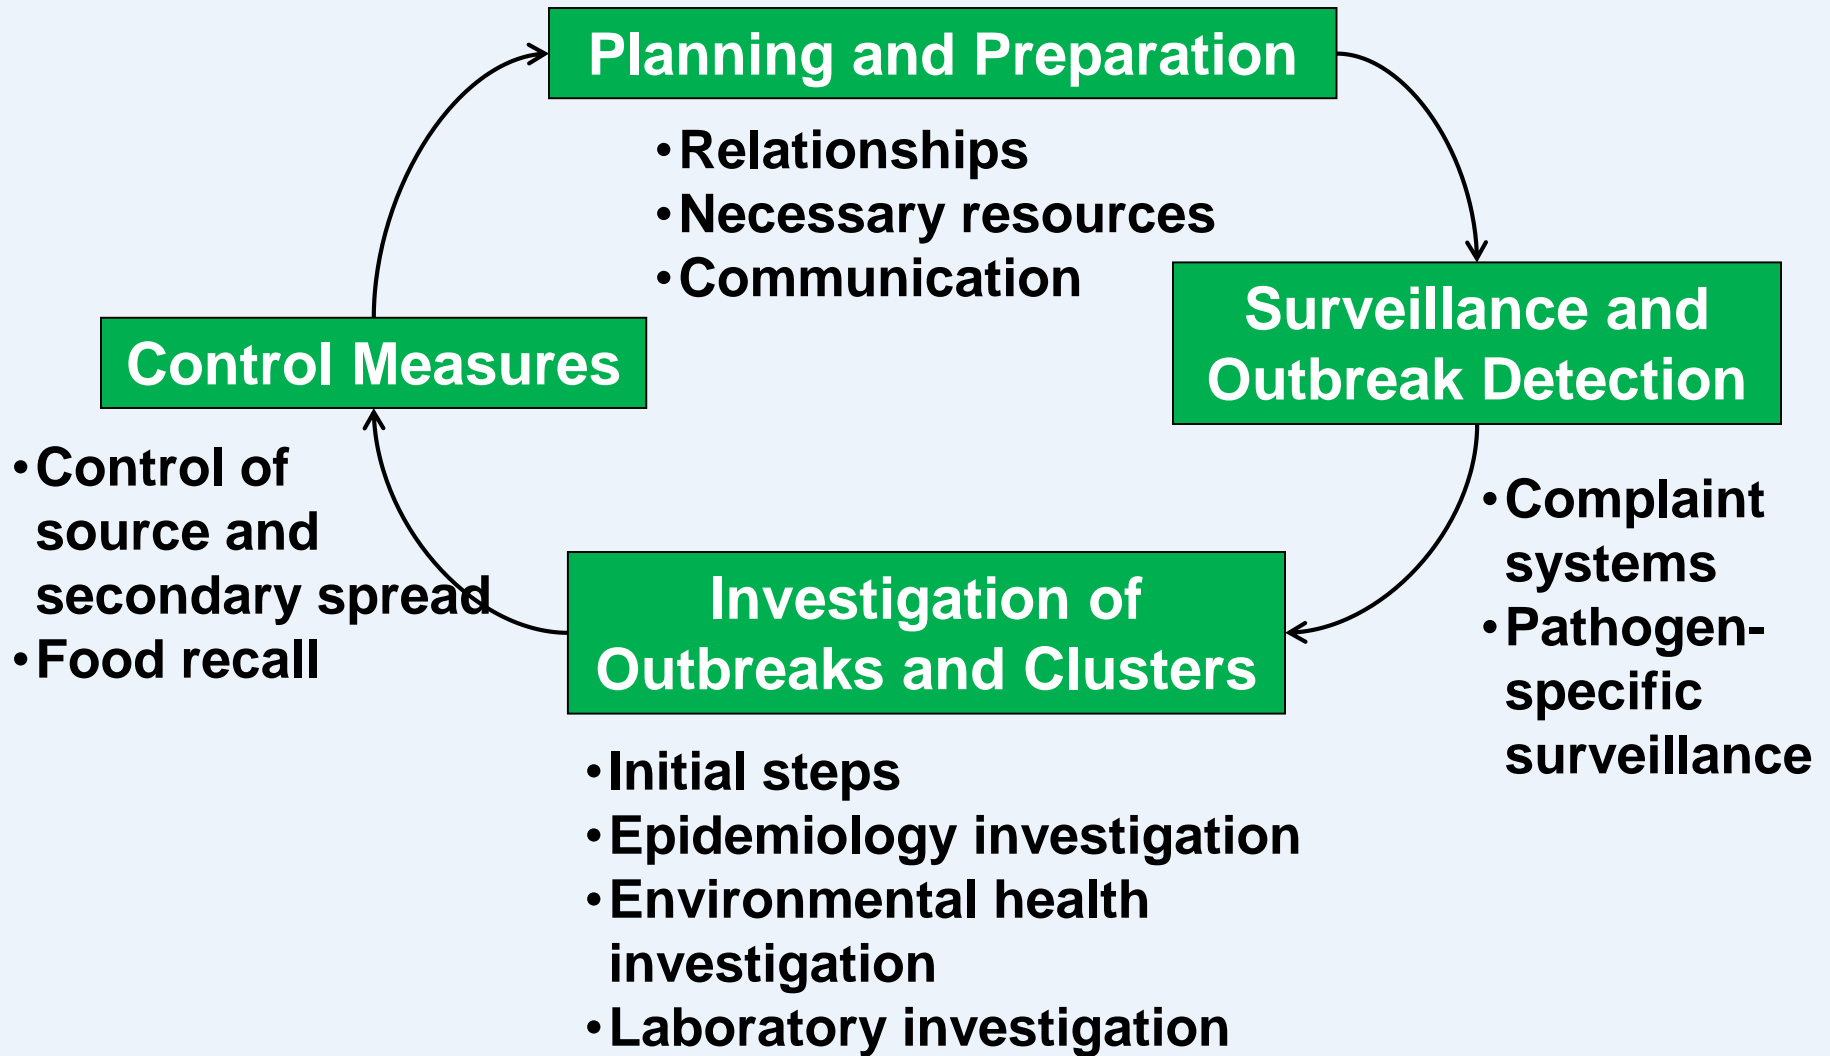 Planning and Preparation
•Relationships
•Necessary resources
•Communication
Surveillance and
Outbreak Detection
•Complaint
systems
•Pathogen-
specific
surveillance
Investigation of
Outbreaks and Clusters
•Initial steps
•Epidemiology investigation
•Environmental health
investigation
•Laboratory investigation
Control Measures
•Control of
source and
secondary spread
•Food recall